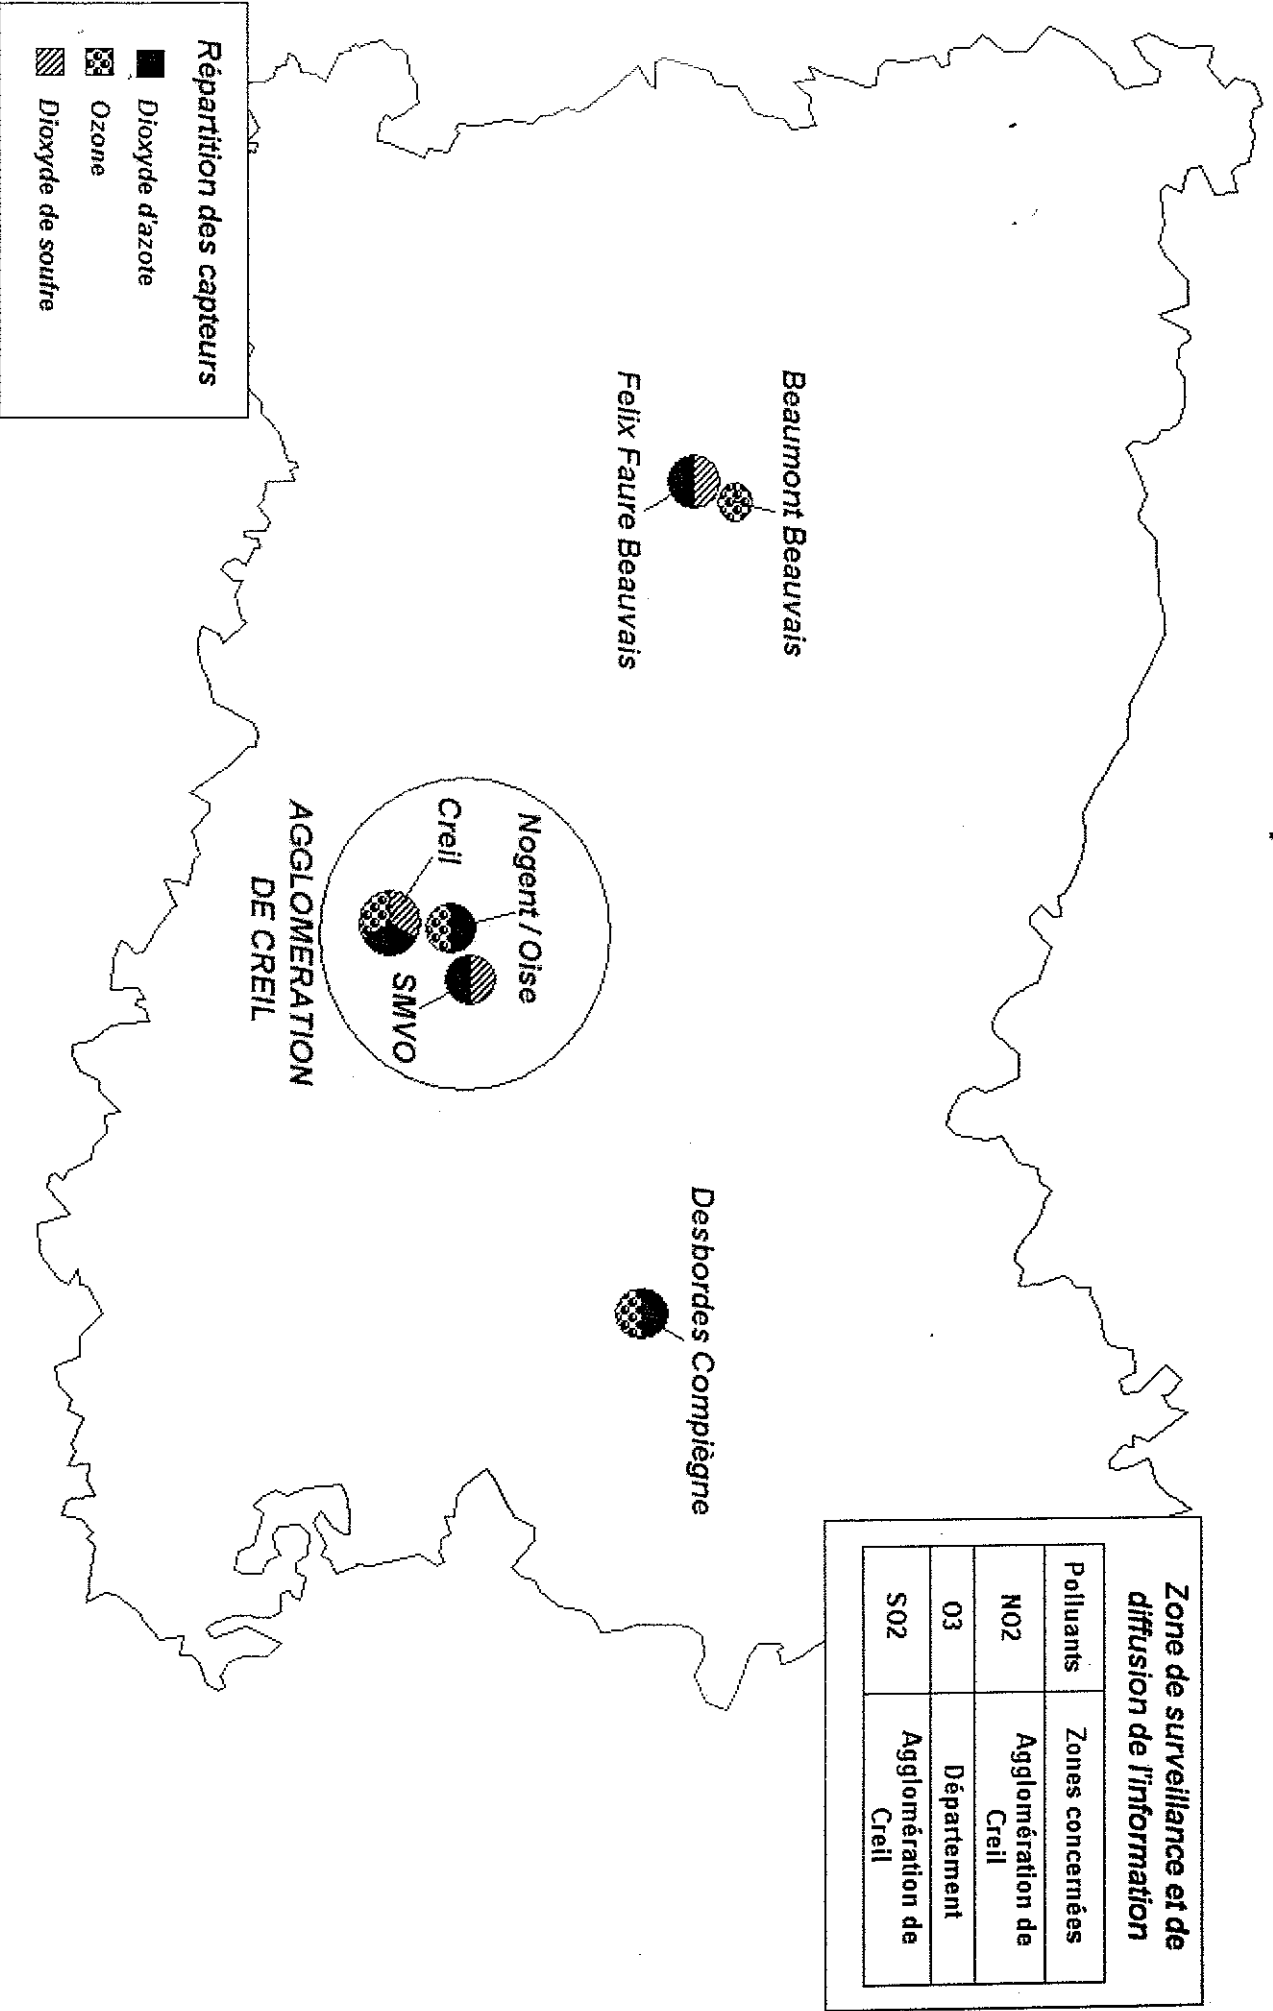 Zone de surveillance et de
diffusion de l'information
Polluants
Zones concernées
NO2
Agglomération de
Creil
O3
Département
SO2
Agglomération de
Creil
Beaumont Beauvais
Felix Faure Beauvais
Desbordes Compiègne
Nogent / Oise
Creil
SMVO
AGGLOMERATION
DE CREIL
Répartition des capteurs
Dioxyde d'azote
Ozone
Dioxyde de soufre